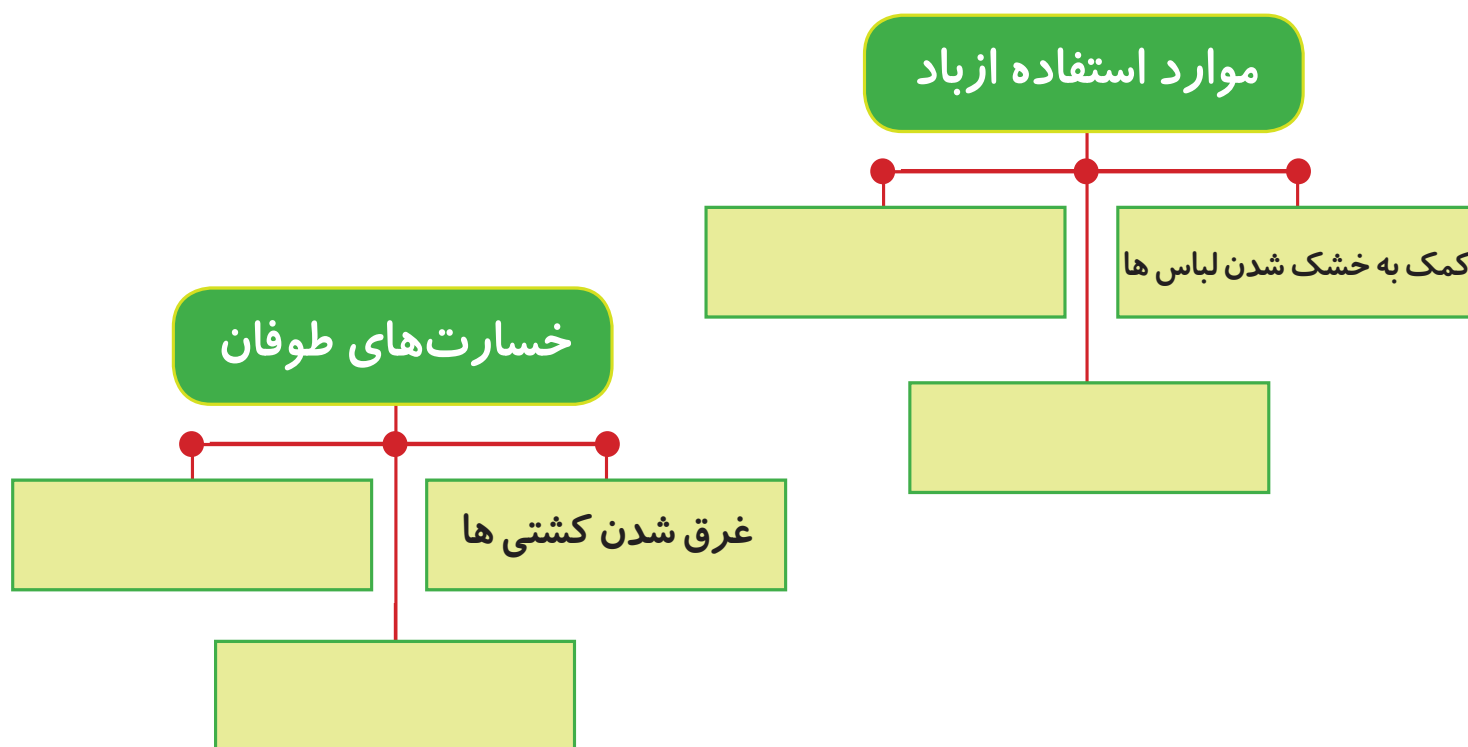 موارد استفاده ازباد
کمک به خشک شدن لباس ها
خسارت‌های طوفان
غرق شدن کشتی ها